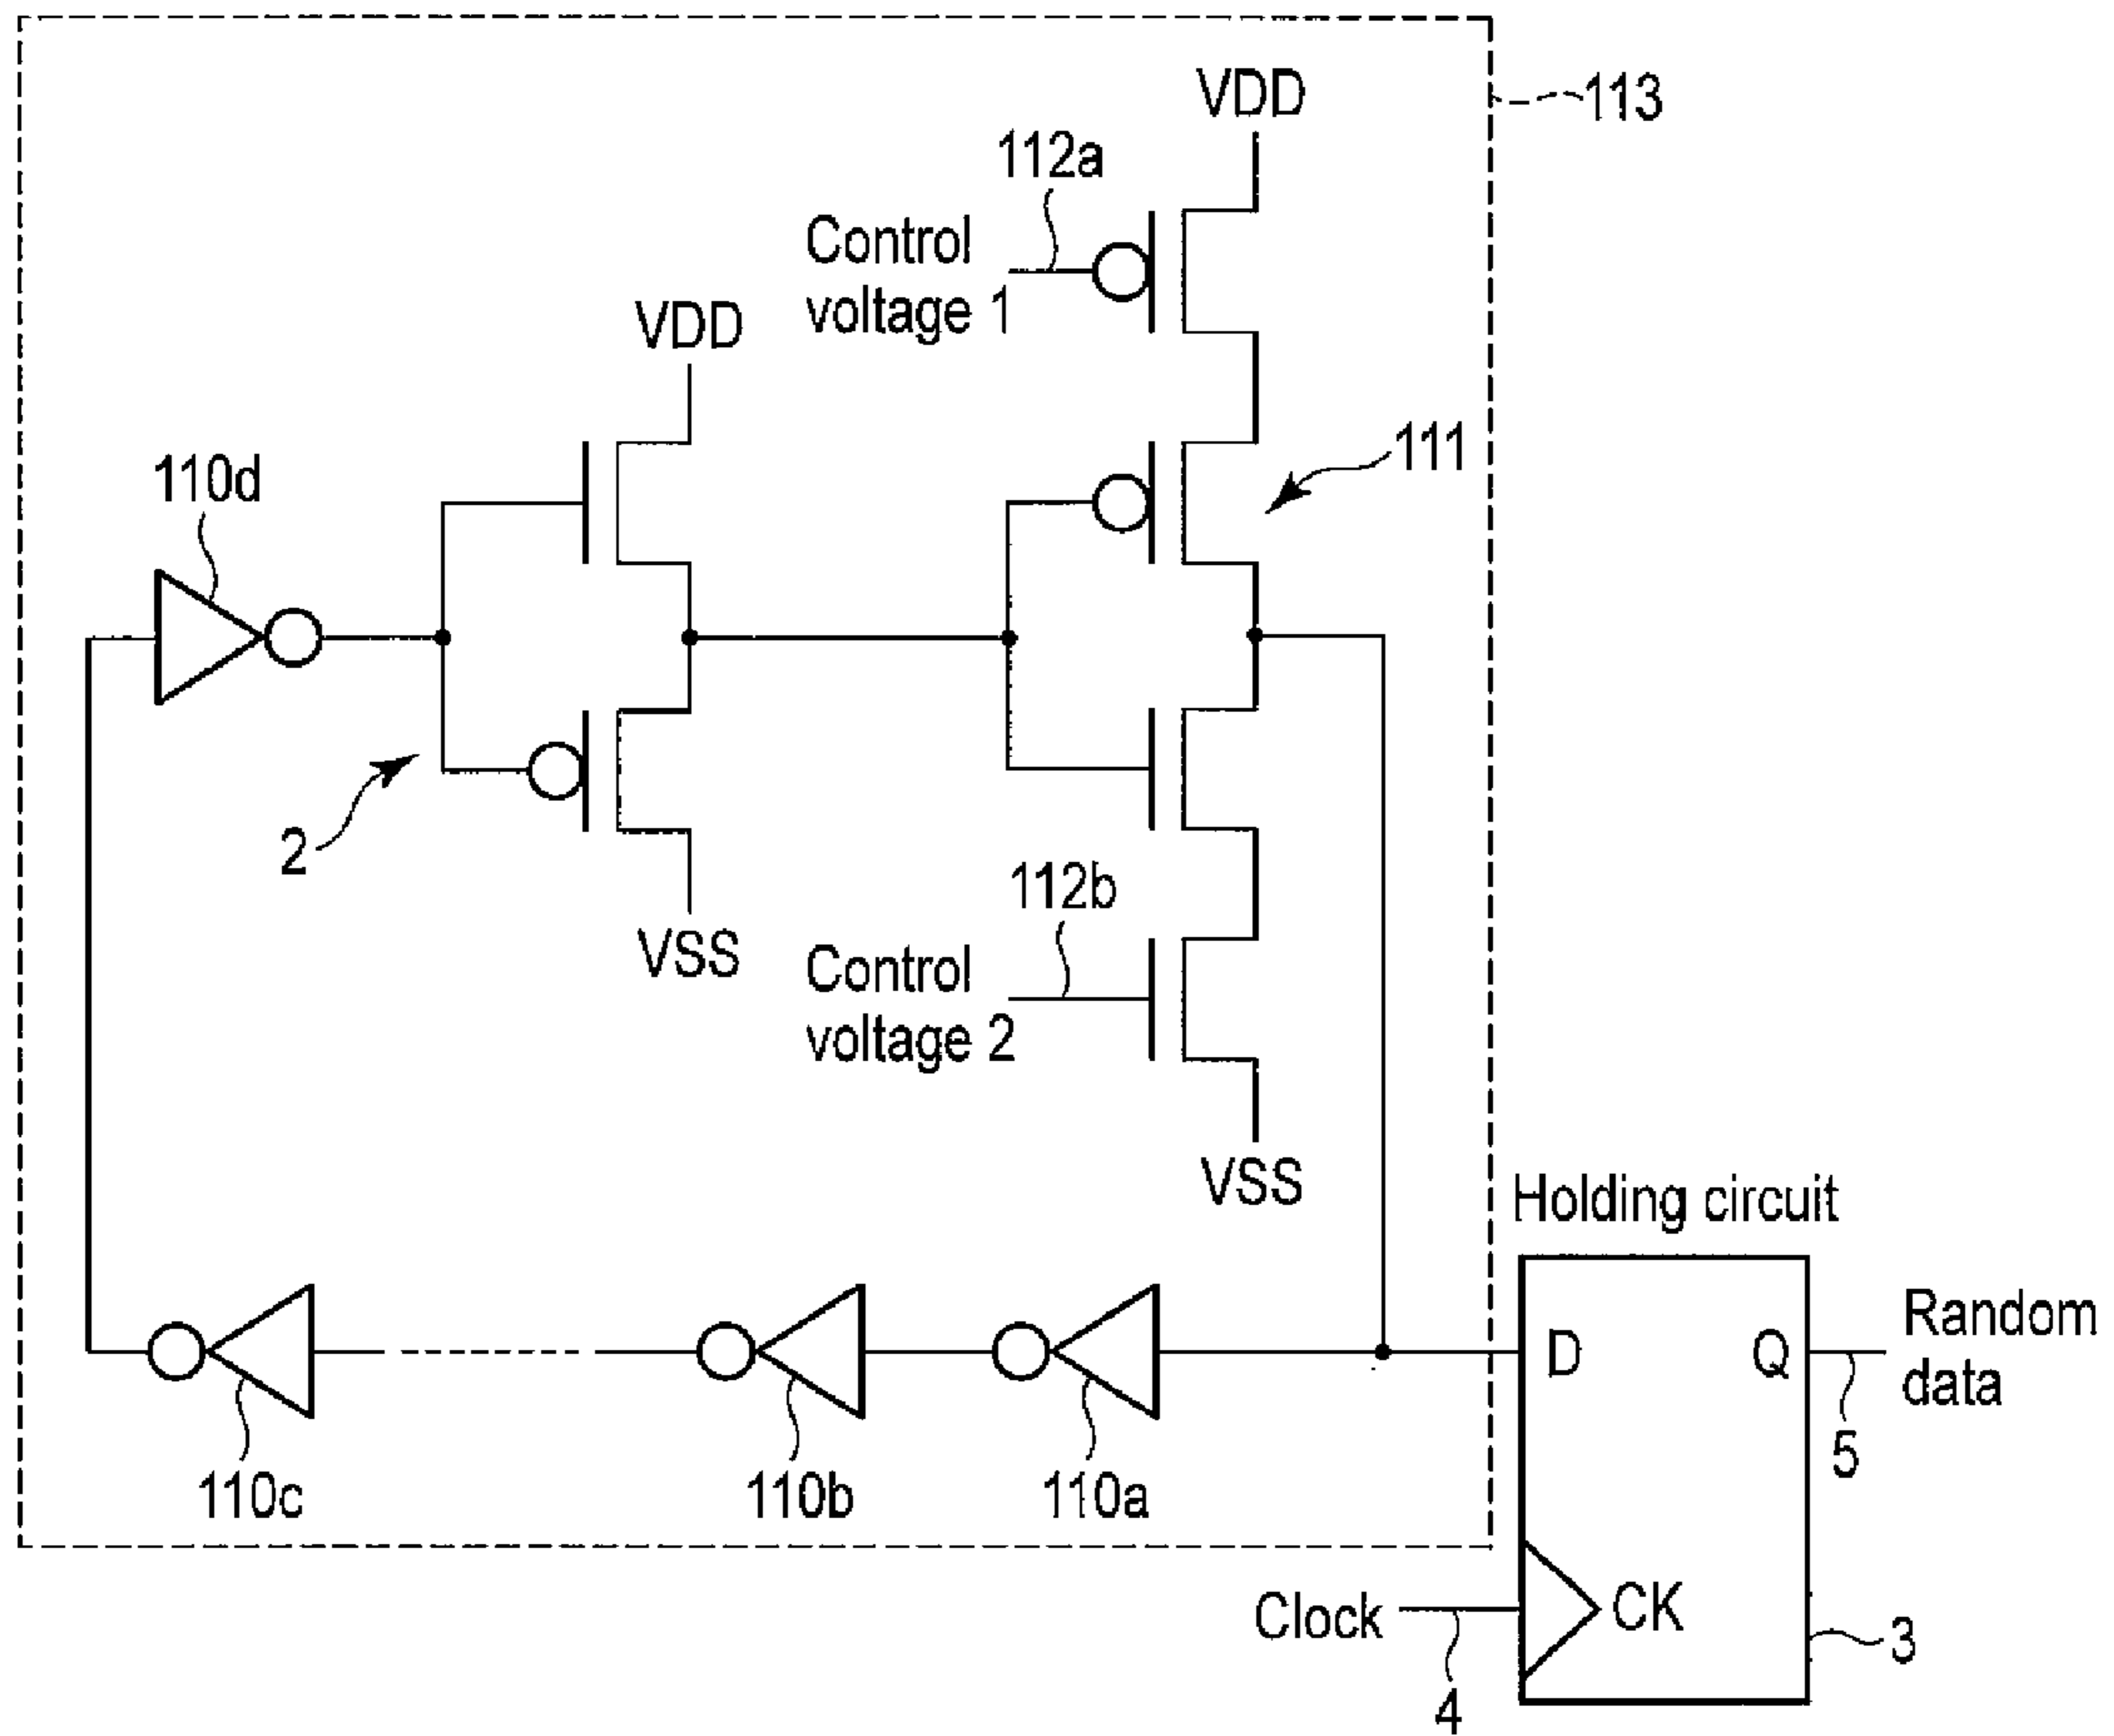 VDD
113
112a
Control
voltage 1
VDD
111
110d
2
112b
VSS
Control
voltage 2
VSS
Holding circuit
D
Q
Random
data
5
110c
110b
110a
Clock
CK
3
4